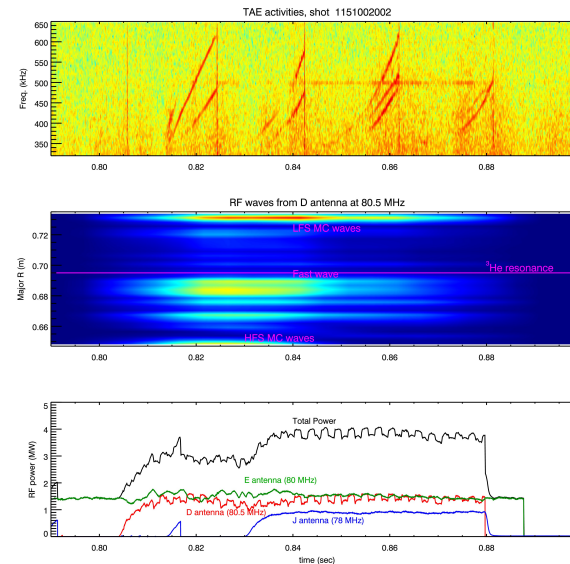 TAE activities, shot 1151002002
Freq. (kHz)
650
600
550
500
450
400
350
0.80 0.82 0.84 0.86 0.88
RF waves from D antenna at 80.5 MHz
Major R (m)
0.72
0.70
0.68
0.66
LFS MC waves
³He resonance
Fast wave
HFS MC waves
0.80 0.82 0.84 0.86 0.88
RF power (MW)
5
4
3
2
1
0
Total Power
E antenna (80 MHz)
D antenna (80.5 MHz)
J antenna (78 MHz)
0.80 0.82 0.84 0.86 0.88
time (sec)